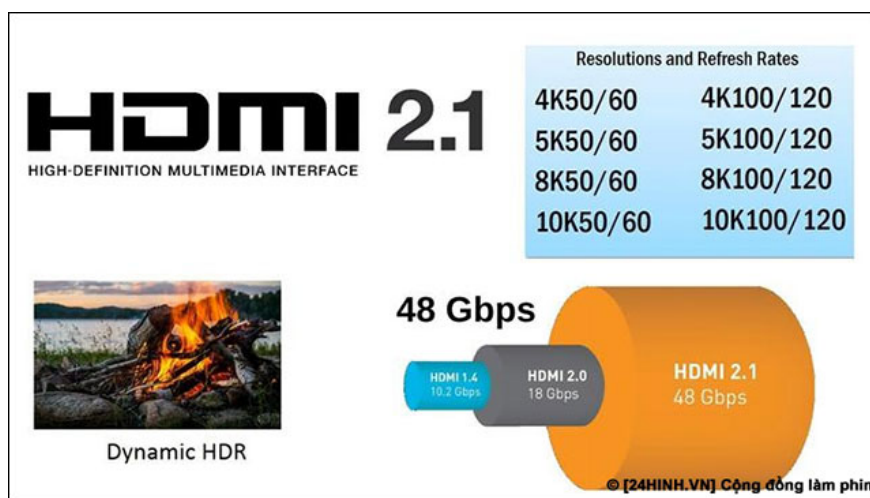 HDMI 2.1
HIGH-DEFINITION MULTIMEDIA INTERFACE
Resolutions and Refresh Rates
4K50/60 4K100/120
5K50/60 5K100/120
8K50/60 8K100/120
10K50/60 10K100/120
Dynamic HDR
48 Gbps
HDMI 1.4
10.2 Gbps
HDMI 2.0
18 Gbps
HDMI 2.1
48 Gbps
© [24HINH.VN] Cộng đồng làm phim